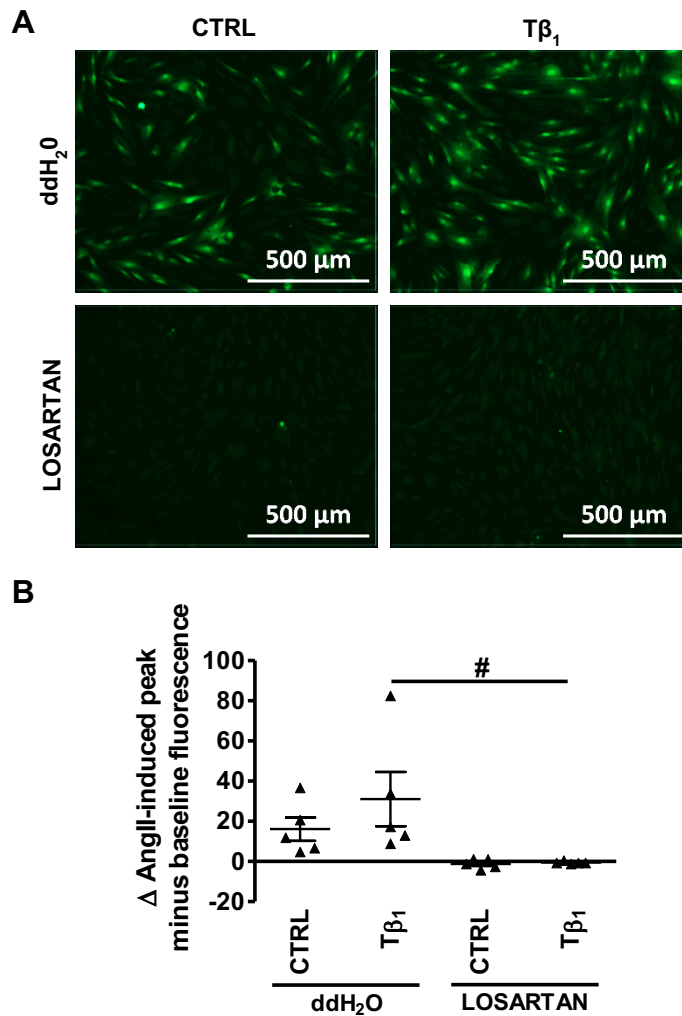 A
CTRL
Tβ₁
ddH₂0
500 µm
500 µm
LOSARTAN
500 µm
500 µm
B
Δ AngII-induced peak
minus baseline fluorescence
100
80
60
40
20
0
-20
#
CTRL
Tβ₁
CTRL
Tβ₁
ddH₂O
LOSARTAN